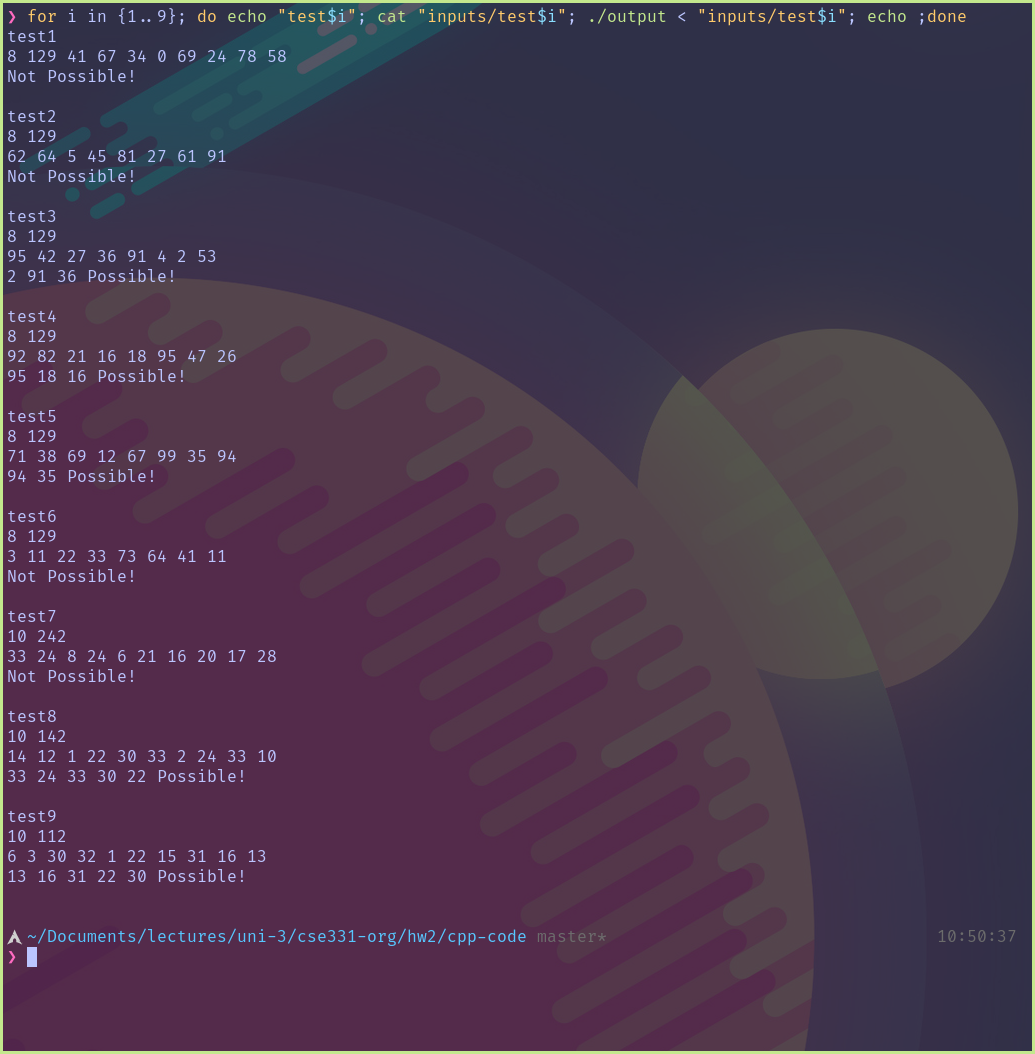 ❯ for i in {1..9}; do echo "test$i"; cat "inputs/test$i"; ./output < "inputs/test$i"; echo ;done
test1
8 129 41 67 34 0 69 24 78 58
Not Possible!
test2
8 129
62 64 5 45 81 27 61 91
Not Possible!
test3
8 129
95 42 27 36 91 4 2 53
2 91 36 Possible!
test4
8 129
92 82 21 16 18 95 47 26
95 18 16 Possible!
test5
8 129
71 38 69 12 67 99 35 94
94 35 Possible!
test6
8 129
3 11 22 33 73 64 41 11
Not Possible!
test7
10 242
33 24 8 24 6 21 16 20 17 28
Not Possible!
test8
10 142
14 12 1 22 30 33 2 24 33 10
33 24 33 30 22 Possible!
test9
10 112
6 3 30 32 1 22 15 31 16 13
13 16 31 22 30 Possible!
~/Documents/lectures/uni-3/cse331-org/hw2/cpp-code master* 10:50:37
❯